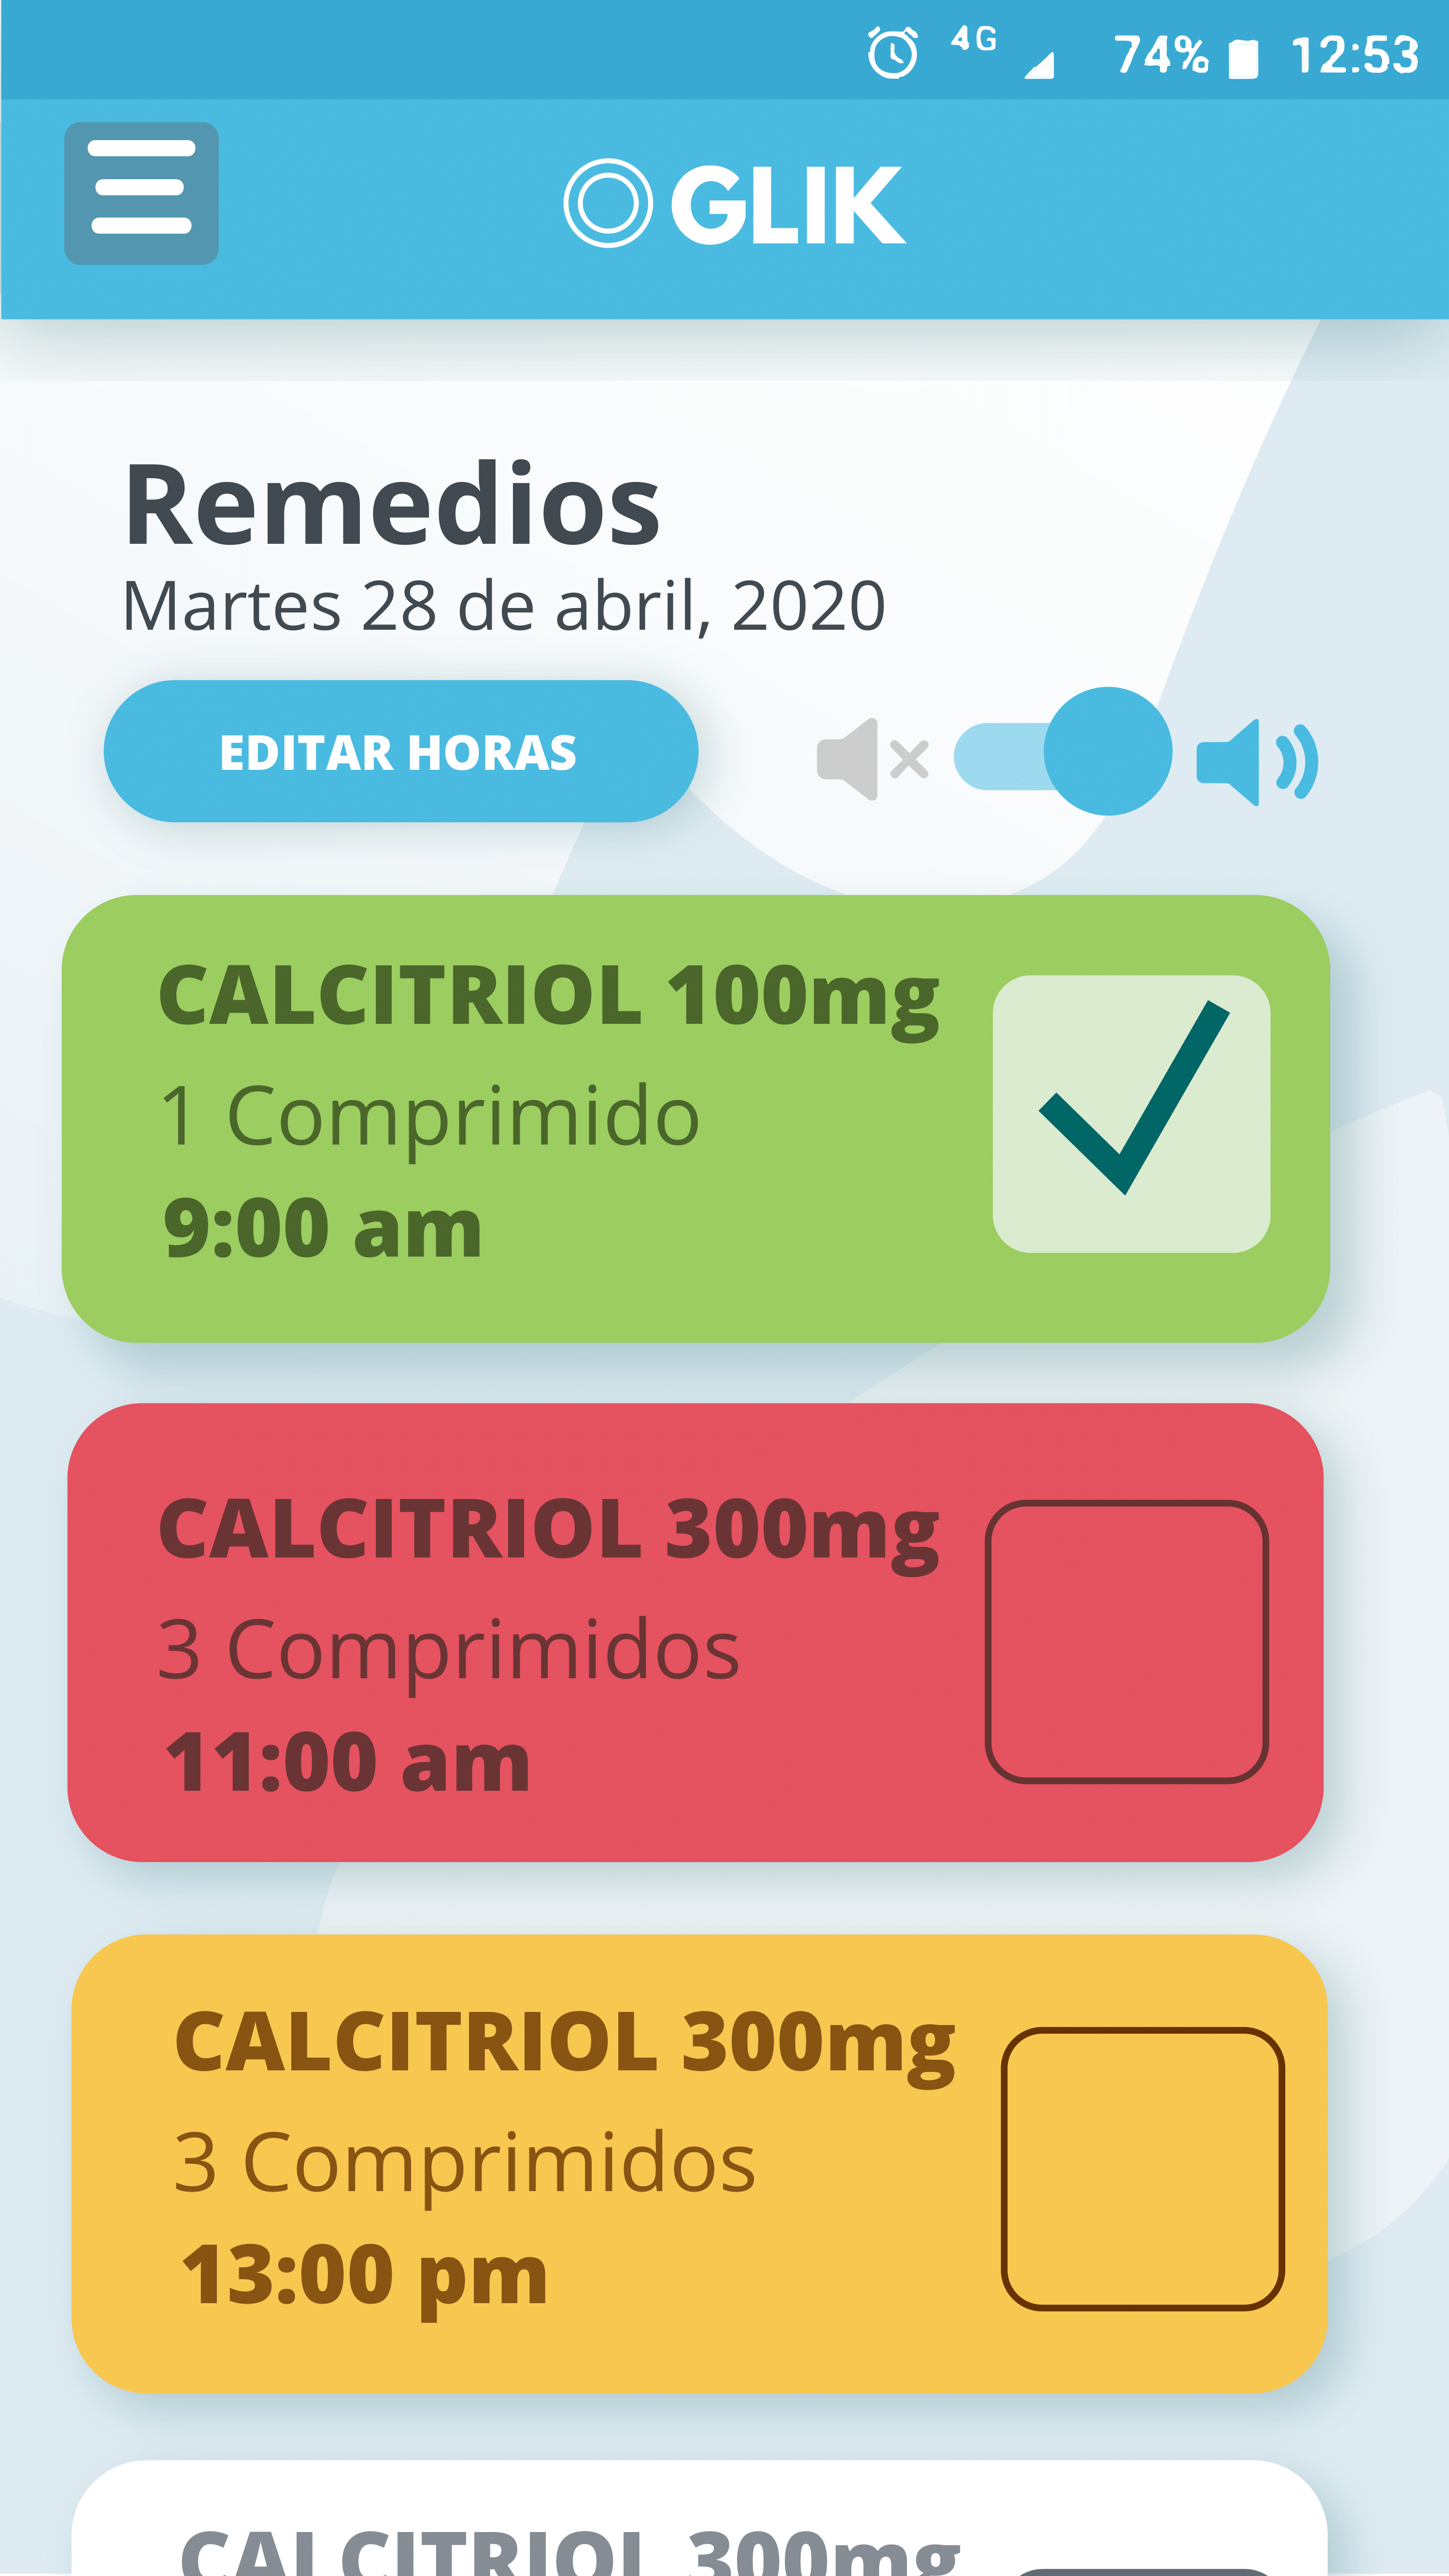 4G 74% 12:53
GLIK
Remedios
Martes 28 de abril, 2020
EDITAR HORAS
CALCITRIOL 100mg
1 Comprimido
9:00 am
CALCITRIOL 300mg
3 Comprimidos
11:00 am
CALCITRIOL 300mg
3 Comprimidos
13:00 pm
CALCITRIOL 300mg